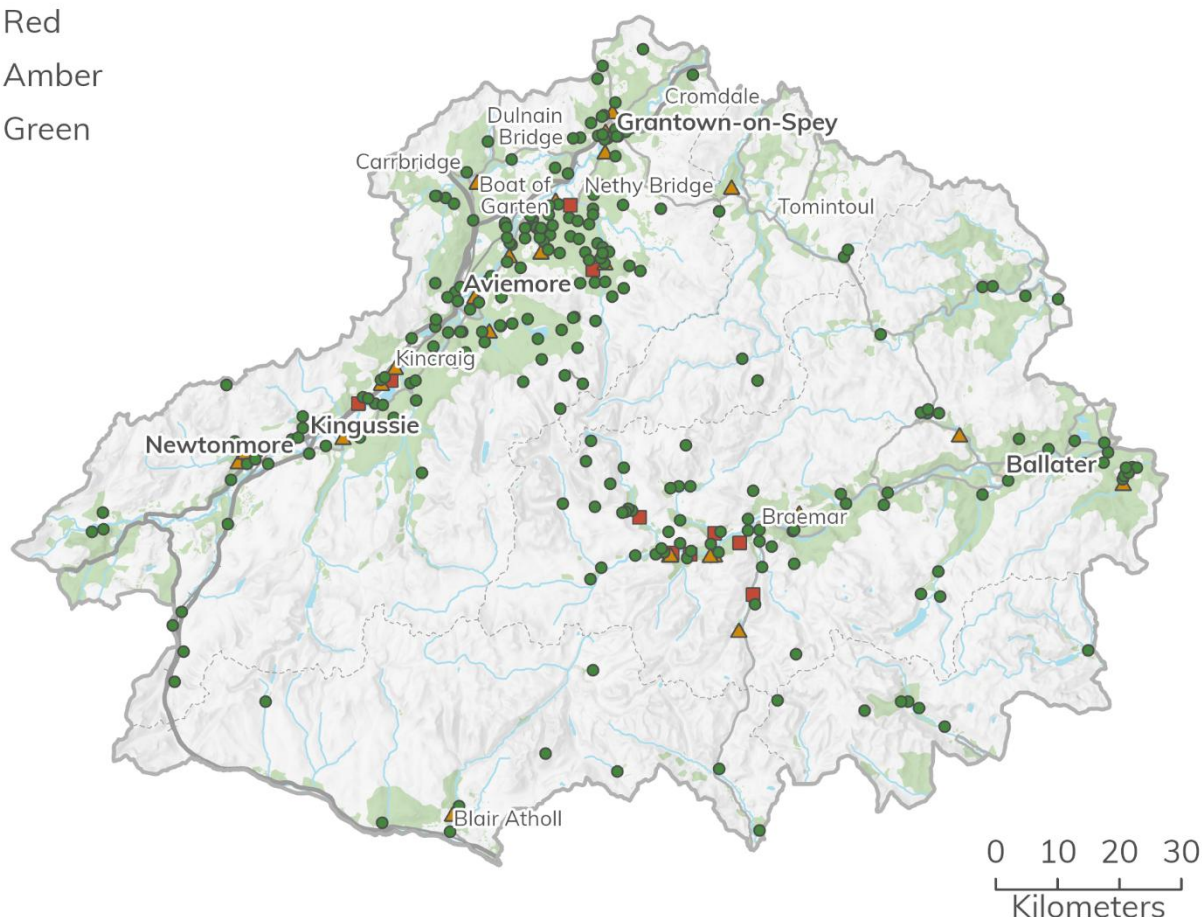 Red
Amber
Green
Cromdale
Dulnain
Bridge
Grantown-on-Spey
Carrbridge
Boat of
Garten
Nethy Bridge
Tomintoul
Aviemore
Kincraig
Kingussie
Newtonmore
Ballater
Braemar
Blair Atholl
0 10 20 30
Kilometers